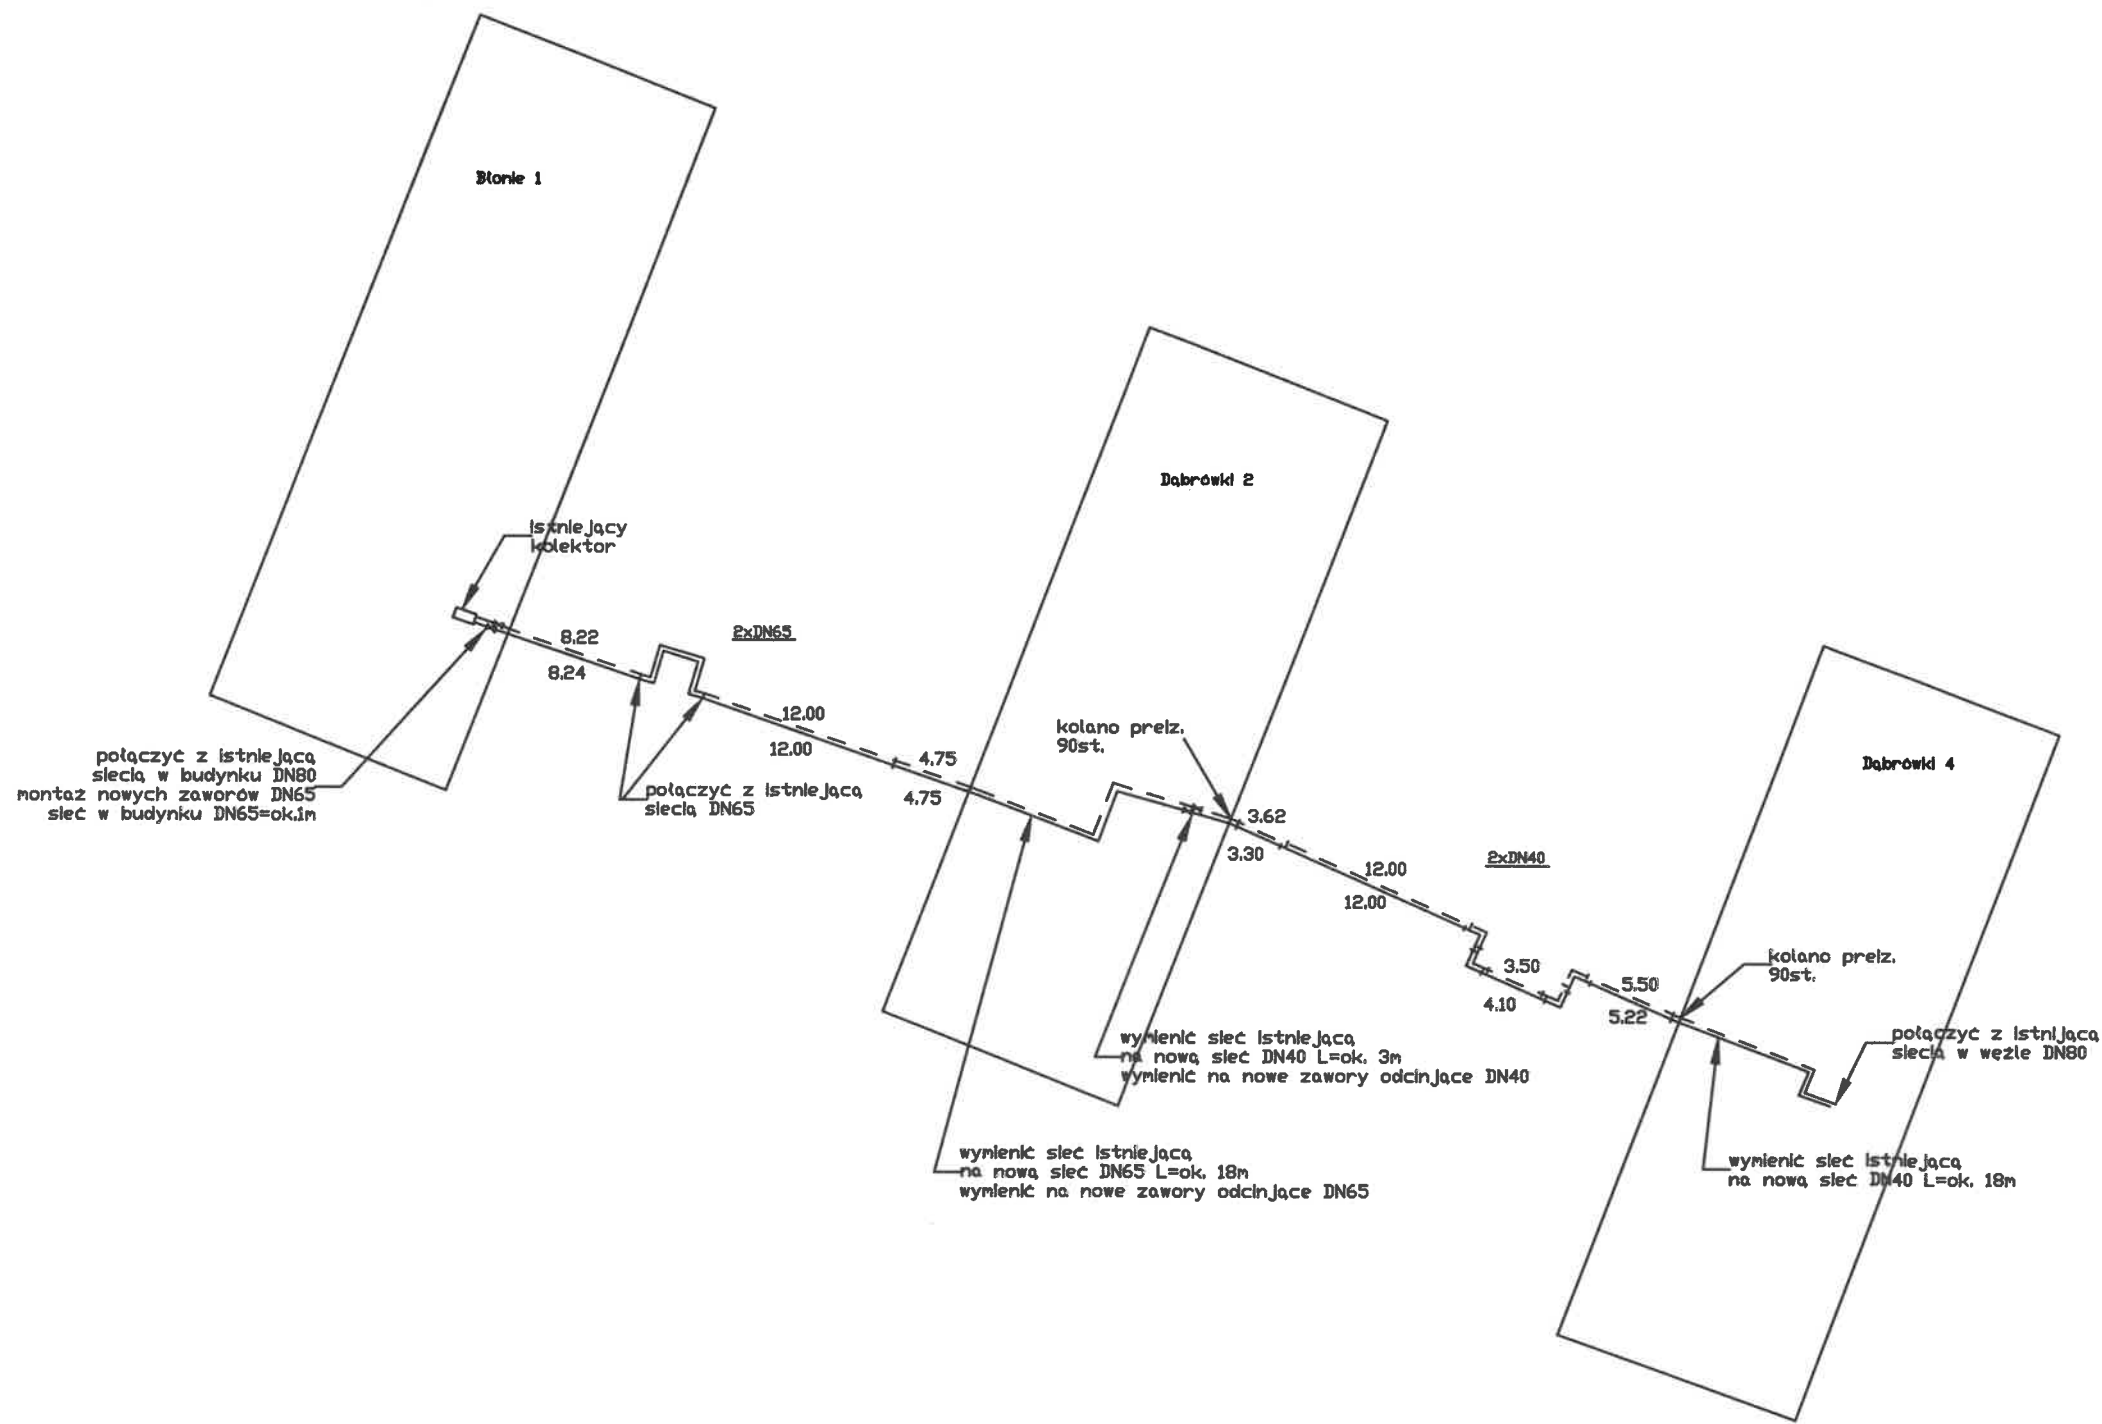 Błonie 1
Dąbrówki 2
istniejący
kolektor
8.22
8.24
2xDN65
12.00
12.00
4.75
4.75
połączyć z istniejącą
siecią w budynku DN80
montaż nowych zaworów DN65
sieć w budynku DN65=ok.1m
połączyć z istniejącą
siecią DN65
kolano preiz.
90st.
3.62
3.30
12.00
12.00
2xDN40
Dąbrówki 4
3.50
4.10
5.50
5.22
kolano preiz.
90st.
połączyć z istnijącą
siecią w węźle DN80
wymienić sieć istniejącą
na nową sieć DN40 L=ok. 3m
wymienić na nowe zawory odcinjące DN40
wymienić sieć istniejącą
na nową sieć DN65 L=ok. 18m
wymienić na nowe zawory odcinjące DN65
wymienić sieć istniejącą
na nową sieć DN40 L=ok. 18m